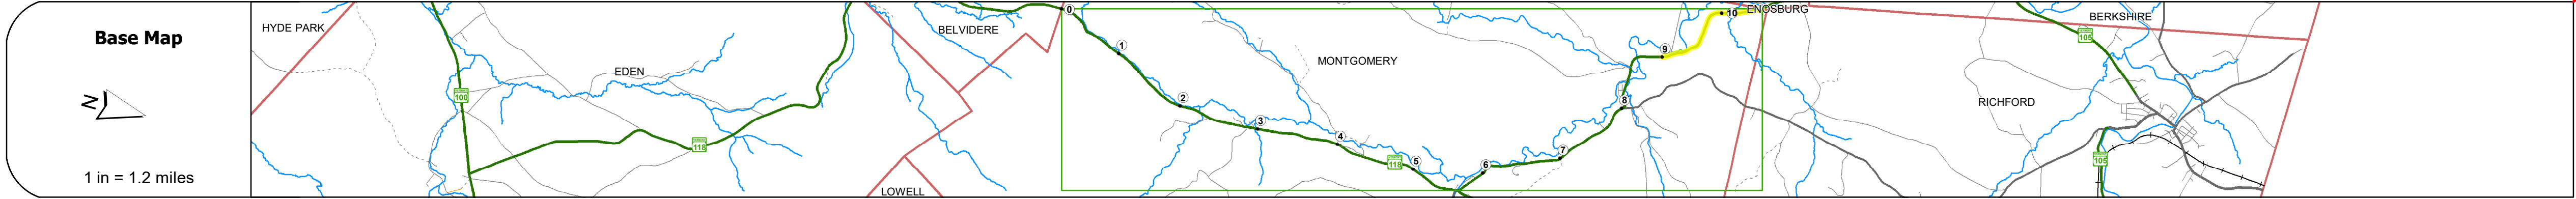 Base Map
N
1 in = 1.2 miles
HYDE PARK
100
EDEN
118
BELVIDERE
LOWELL
0
1
2
3
4
118
5
6
7
8
9
10
MONTGOMERY
ENOSBURG
RICHFORD
BERKSHIRE
105
105